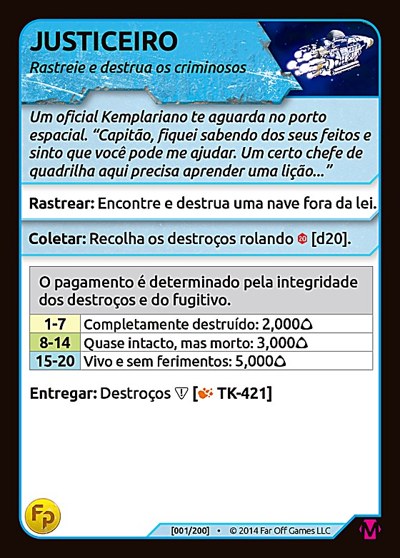 JUSTICEIRO
Rastreie e destrua os criminosos
Um oficial Kemplariano te aguarda no porto
espacial. “Capitão, fiquei sabendo dos seus feitos e
sinto que você pode me ajudar. Um certo chefe de
quadrilha aqui precisa aprender uma lição...”
Rastrear: Encontre e destrua uma nave fora da lei.
Coletar: Recolha os destroços rolando 20 [d20].
O pagamento é determinado pela integridade
dos destroços e do fugitivo.
1-7 Completamente destruído: 2,000
8-14 Quase intacto, mas morto: 3,000
15-20 Vivo e sem ferimentos: 5,000
Entregar: Destroços [TK-421]
FP
[001/200] • © 2014 Far Off Games LLC